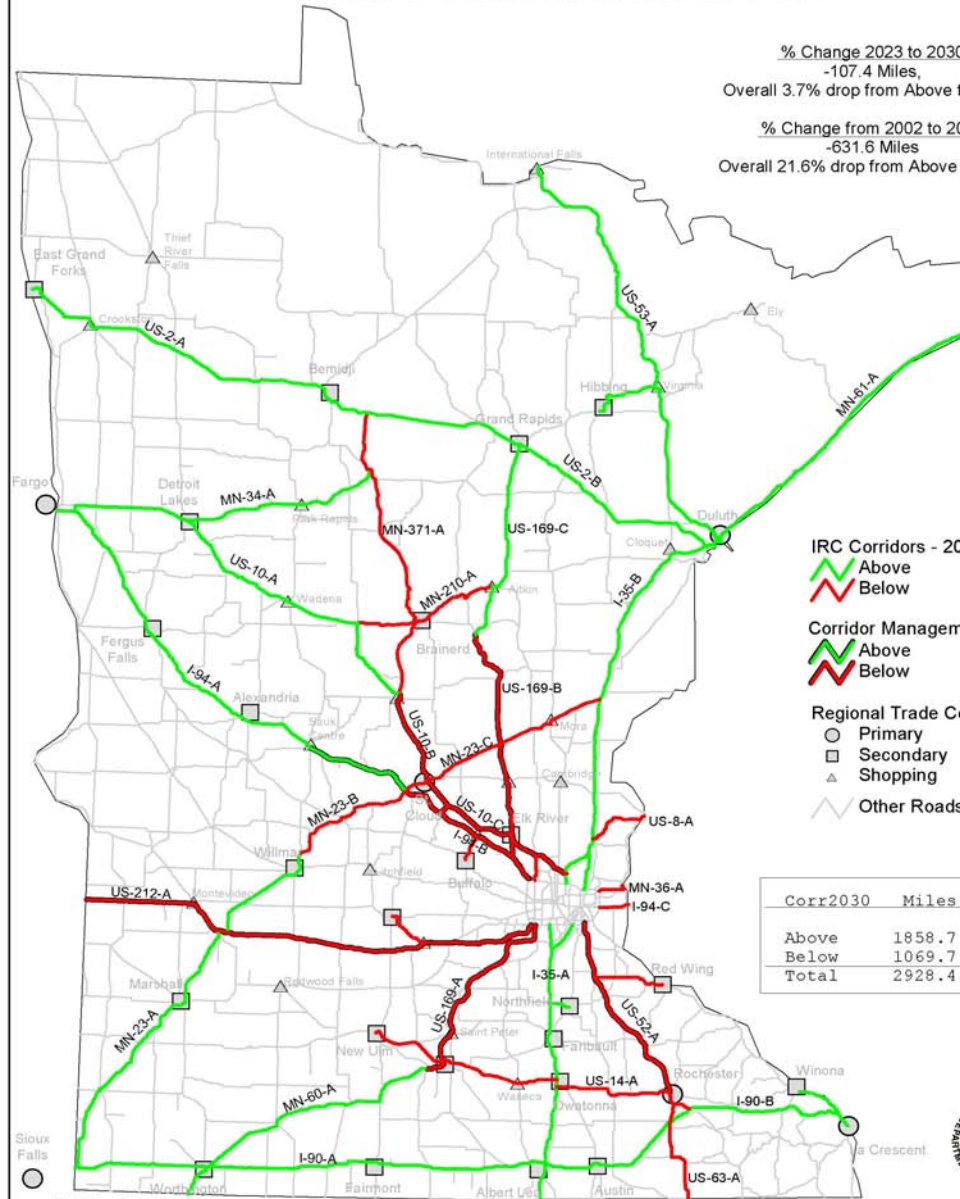 % Change 2023 to 2030
-107.4 Miles,
Overall 3.7% drop from Above
% Change from 2002 to 20
-631.6 Miles
Overall 21.6% drop from Above
International Falls
Thief
River
Falls
East Grand
Forks
Crookston
US-2-A
US-53-A
Ely
Bemidji
Hibbing
Virginia
MN-61-A
Grand Rapids
US-2-B
Fargo
Detroit
Lakes
MN-34-A
Park Rapids
MN-371-A
US-169-C
Duluth
Cloquet
US-10-A
MN-210-A
Aitkin
I-35-B
Wadena
Brainerd
Fergus
Falls
I-94-A
US-169-B
Alexandria
Sauk
Centre
US-10-B
MN-23-C
Mora
Cambridge
MN-23-B
St
Cloud
US-10-C
Elk River
I-94-B
US-8-A
Willmar
Litchfield
Buffalo
MN-36-A
I-94-C
US-212-A
Montevideo
Marshall
Redwood Falls
US-169-A
I-35-A
Red Wing
Northfield
US-52-A
MN-23-A
Saint Peter
New Ulm
Faribault
Rochester
Winona
MN-60-A
Waseca
US-14-A
Owatonna
I-90-B
La Crescent
Sioux
Falls
I-90-A
Worthington
Fairmont
Albert Lea
Austin
US-63-A
IRC Corridors - 20
Above
Below
Corridor Managem
Above
Below
Regional Trade Ce
Primary
Secondary
Shopping
Other Roads
Corr2030 Miles
Above 1858.7
Below 1069.7
Total 2928.4